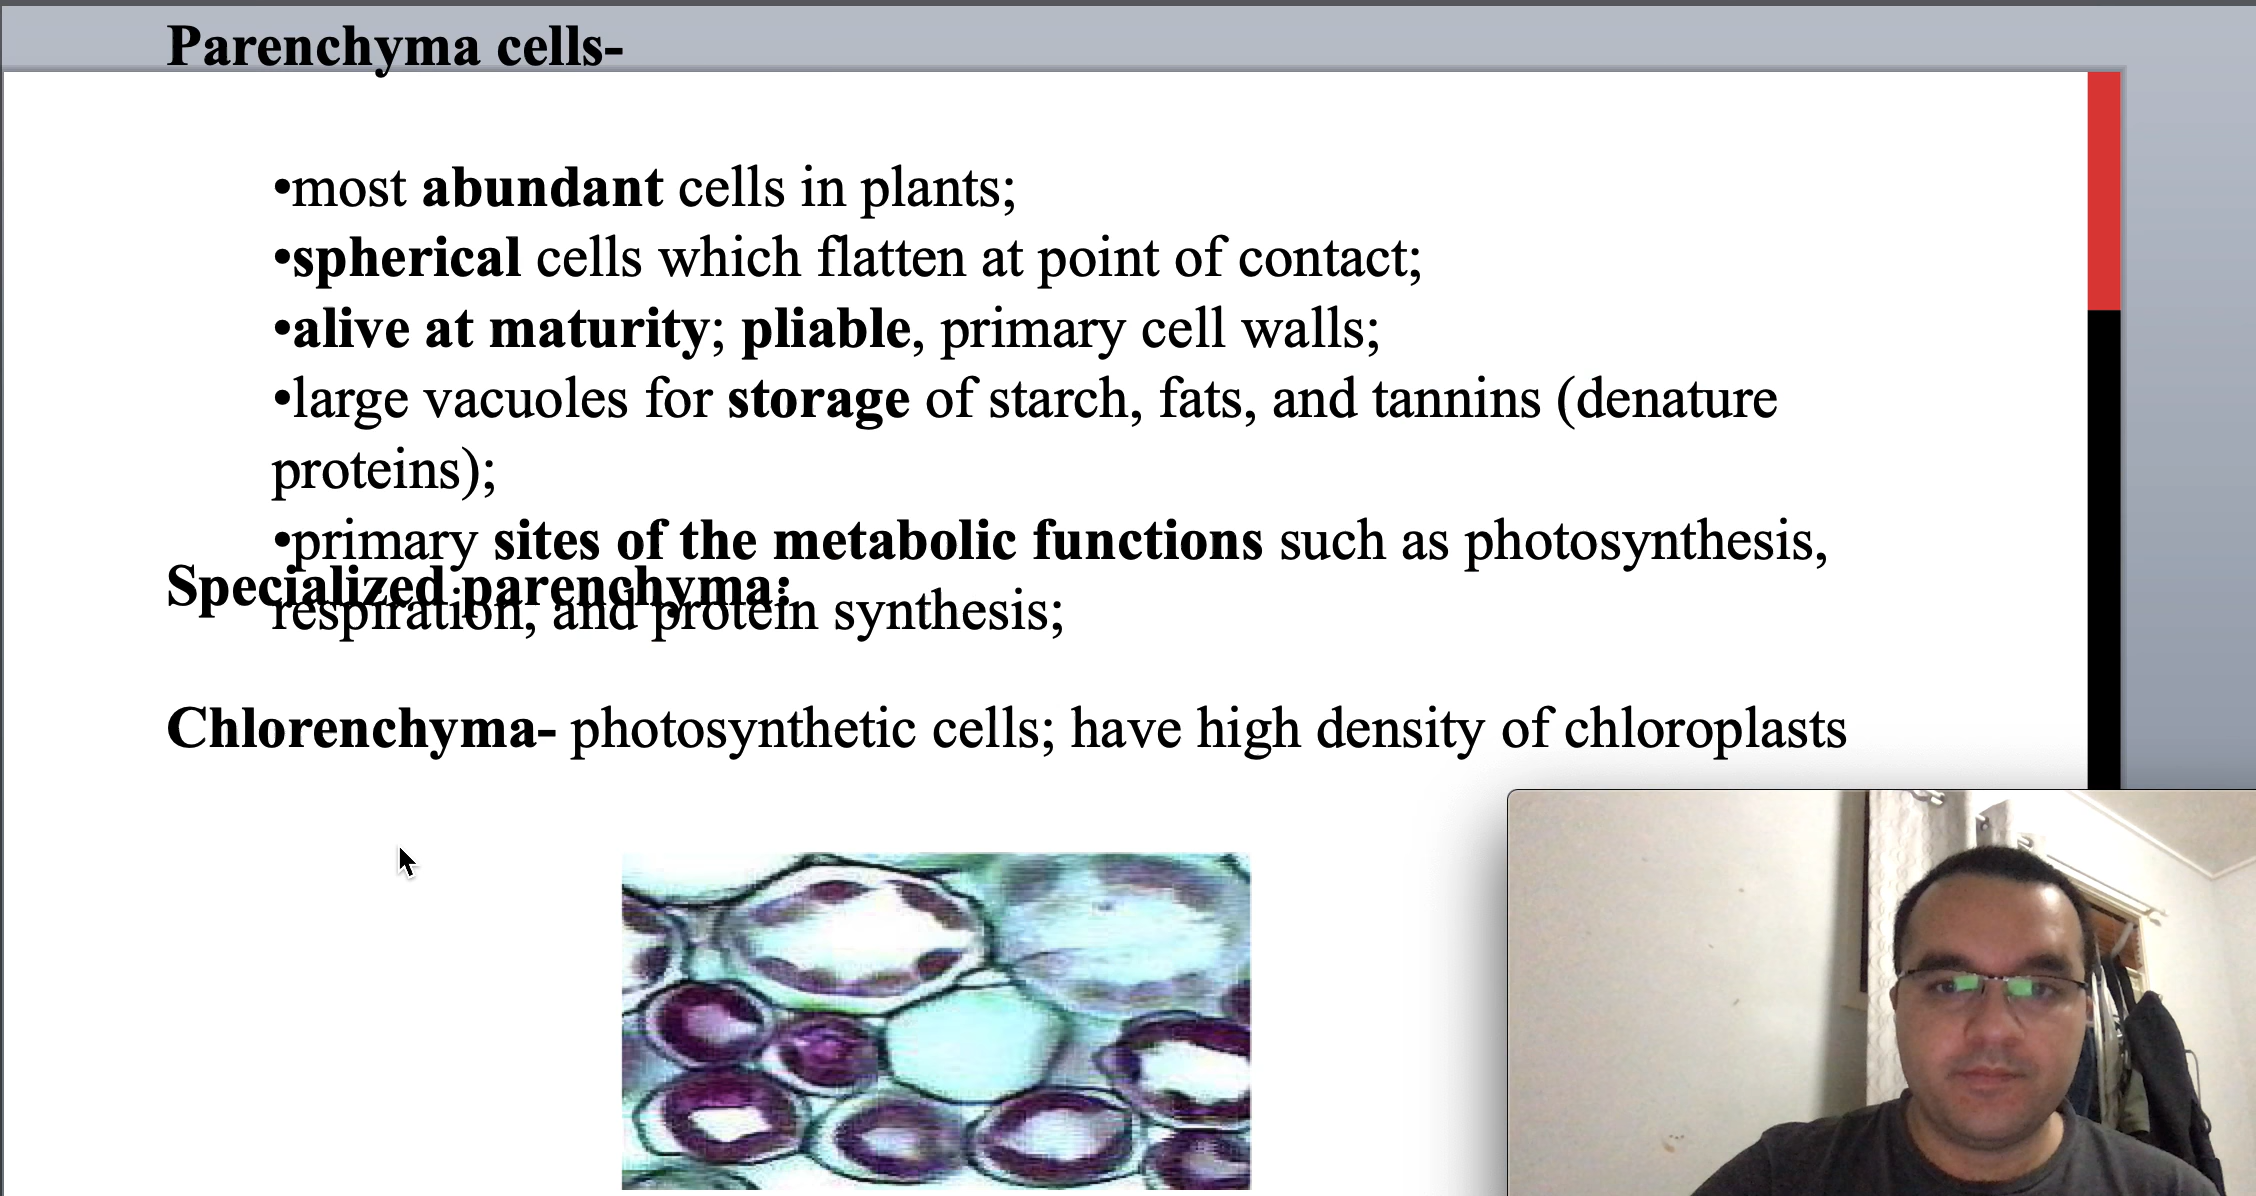 Parenchyma cells-
•most abundant cells in plants;
•spherical cells which flatten at point of contact;
•alive at maturity; pliable, primary cell walls;
•large vacuoles for storage of starch, fats, and tannins (denature
proteins);
•primary sites of the metabolic functions such as photosynthesis,
Specialized parenchyma:
respiration, and protein synthesis;
Chlorenchyma- photosynthetic cells; have high density of chloroplasts